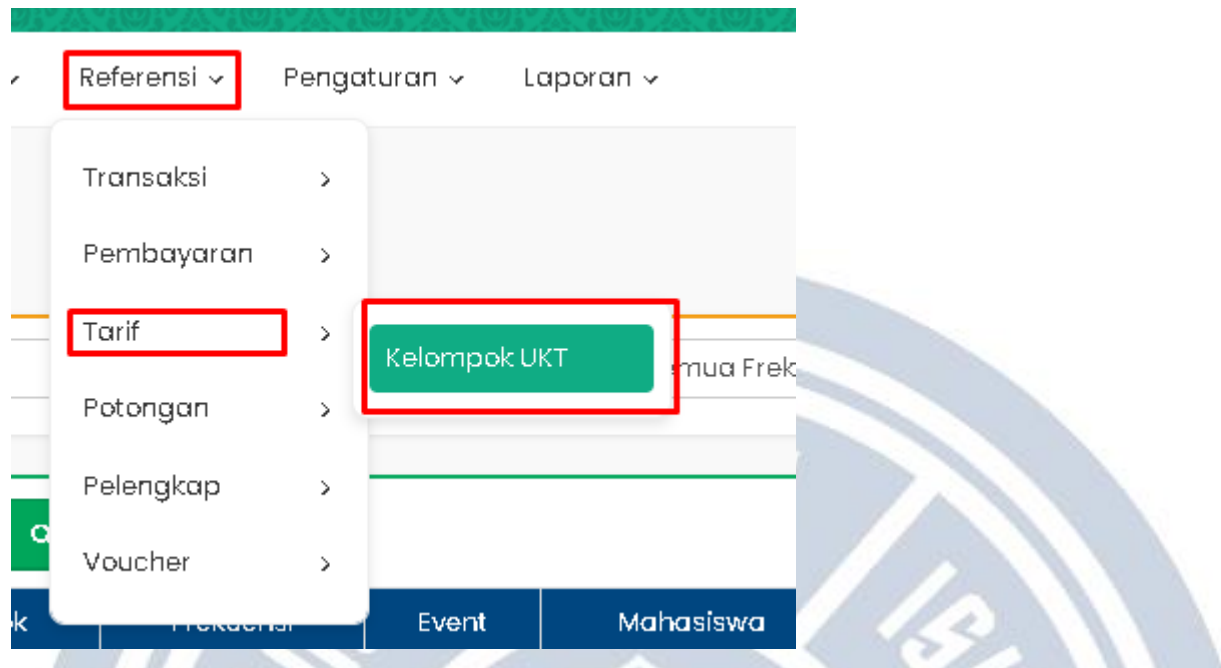 Referensi Pengaturan Laporan
Transaksi
Pembayaran
Tarif
Kelompok UKT
Potongan
Pelengkap
Voucher
Event Mahasiswa